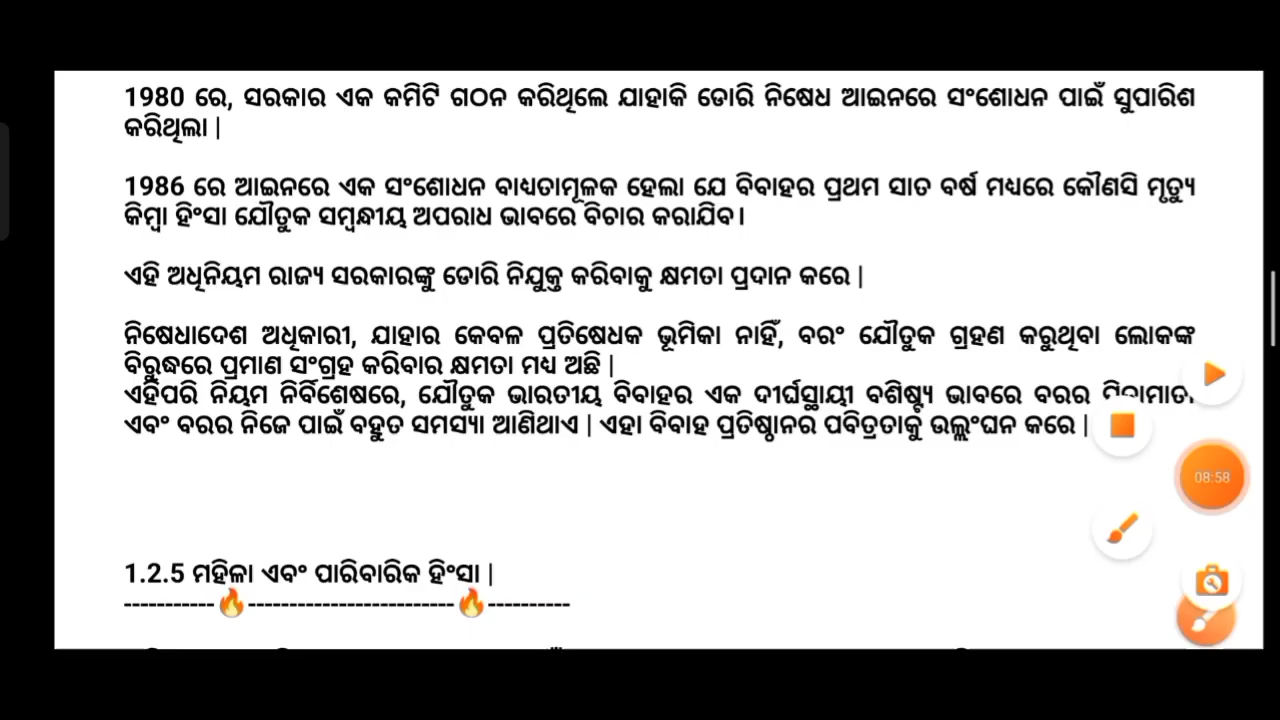 1980 ରେ, ସରକାର ଏକ କମିଟି ଗଠନ କରିଥିଲେ ଯାହାକି ଡୋରି ନିଷେଧ ଆଇନରେ ସଂଶୋଧନ ପାଇଁ ସୁପାରିଶ
କରିଥିଲା |
1986 ରେ ଆଇନରେ ଏକ ସଂଶୋଧନ ବାଧ୍ୟତାମୂଳକ ହେଲା ଯେ ବିବାହର ପ୍ରଥମ ସାତ ବର୍ଷ ମଧ୍ୟରେ କୌଣସି ମୃତ୍ୟୁ
କିମ୍ବା ହିଂସା ଯୌତୁକ ସମ୍ବନ୍ଧୀୟ ଅପରାଧ ଭାବରେ ବିଚାର କରାଯିବ।
ଏହି ଅଧିନିୟମ ରାଜ୍ୟ ସରକାରଙ୍କୁ ଡୋରି ନିଯୁକ୍ତ କରିବାକୁ କ୍ଷମତା ପ୍ରଦାନ କରେ |
ନିଷେଧାଦେଶ ଅଧିକାରୀ, ଯାହାର କେବଳ ପ୍ରତିଷେଧକ ଭୂମିକା ନାହିଁ, ବରଂ ଯୌତୁକ ଗ୍ରହଣ କରୁଥିବା ଲୋକଙ୍କ
ବିରୁଦ୍ଧରେ ପ୍ରମାଣ ସଂଗ୍ରହ କରିବାର କ୍ଷମତା ମଧ୍ୟ ଅଛି |
ଏହିପରି ନିୟମ ନିର୍ବିଶେଷରେ, ଯୌତୁକ ଭାରତୀୟ ବିବାହର ଏକ ଦୀର୍ଘସ୍ଥାୟୀ ବଶିଷ୍ଟ୍ୟ ଭାବରେ ବରର ପିତାମାତା
ଏବଂ ବରର ନିଜେ ପାଇଁ ବହୁତ ସମସ୍ୟା ଆଣିଥାଏ | ଏହା ବିବାହ ପ୍ରତିଷ୍ଠାନର ପବିତ୍ରତାକୁ ଉଲ୍ଲଂଘନ କରେ |
08:58
1.2.5 ମହିଳା ଏବଂ ପାରିବାରିକ ହିଂସା |
-----------🔥-------------------------🔥----------